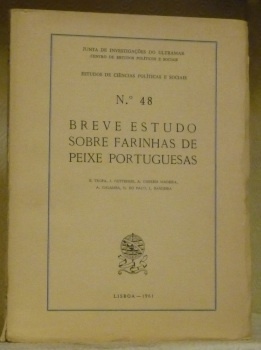 JUNTA DE INVESTIGAÇÕES DO ULTRAMAR
CENTRO DE ESTUDOS POLÍTICOS E SOCIAIS
ESTUDOS DE CIÊNCIAS POLÍTICAS E SOCIAIS
N.º 48
BREVE ESTUDO
SOBRE FARINHAS DE
PEIXE PORTUGUESAS
LISBOA — 1961